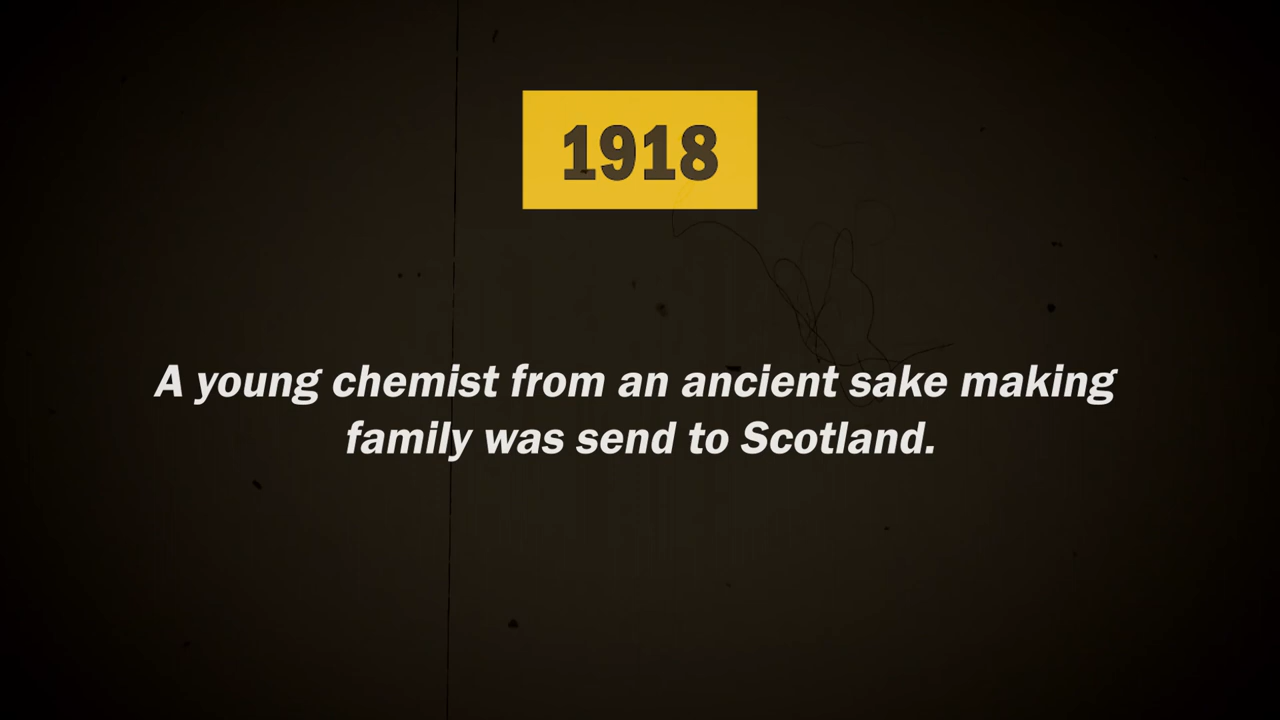 1918
A young chemist from an ancient sake making
family was send to Scotland.